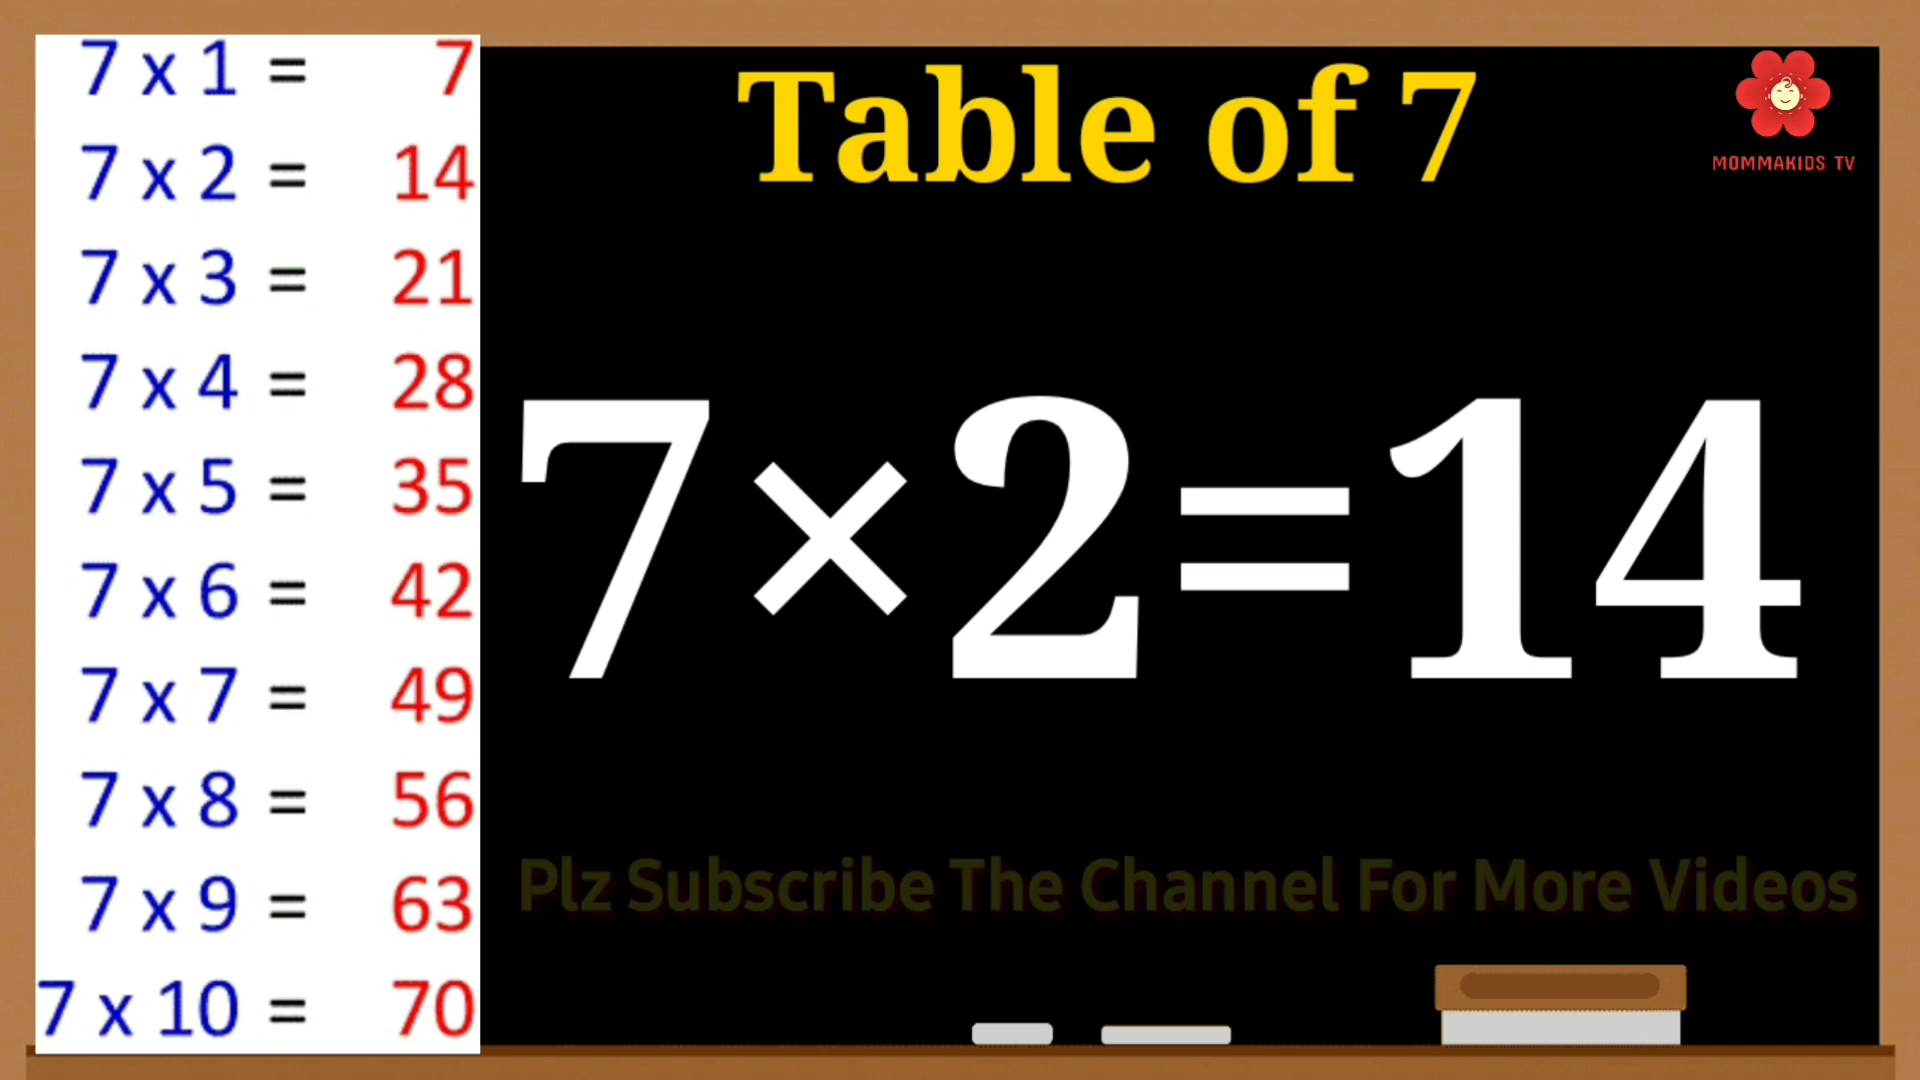 7 x 1 = 7
7 x 2 = 14
7 x 3 = 21
7 x 4 = 28
7 x 5 = 35
7 x 6 = 42
7 x 7 = 49
7 x 8 = 56
7 x 9 = 63
7 x 10 = 70
Table of 7
MOMMAKIDS TV
7×2=14
Plz Subscribe The Channel For More Videos